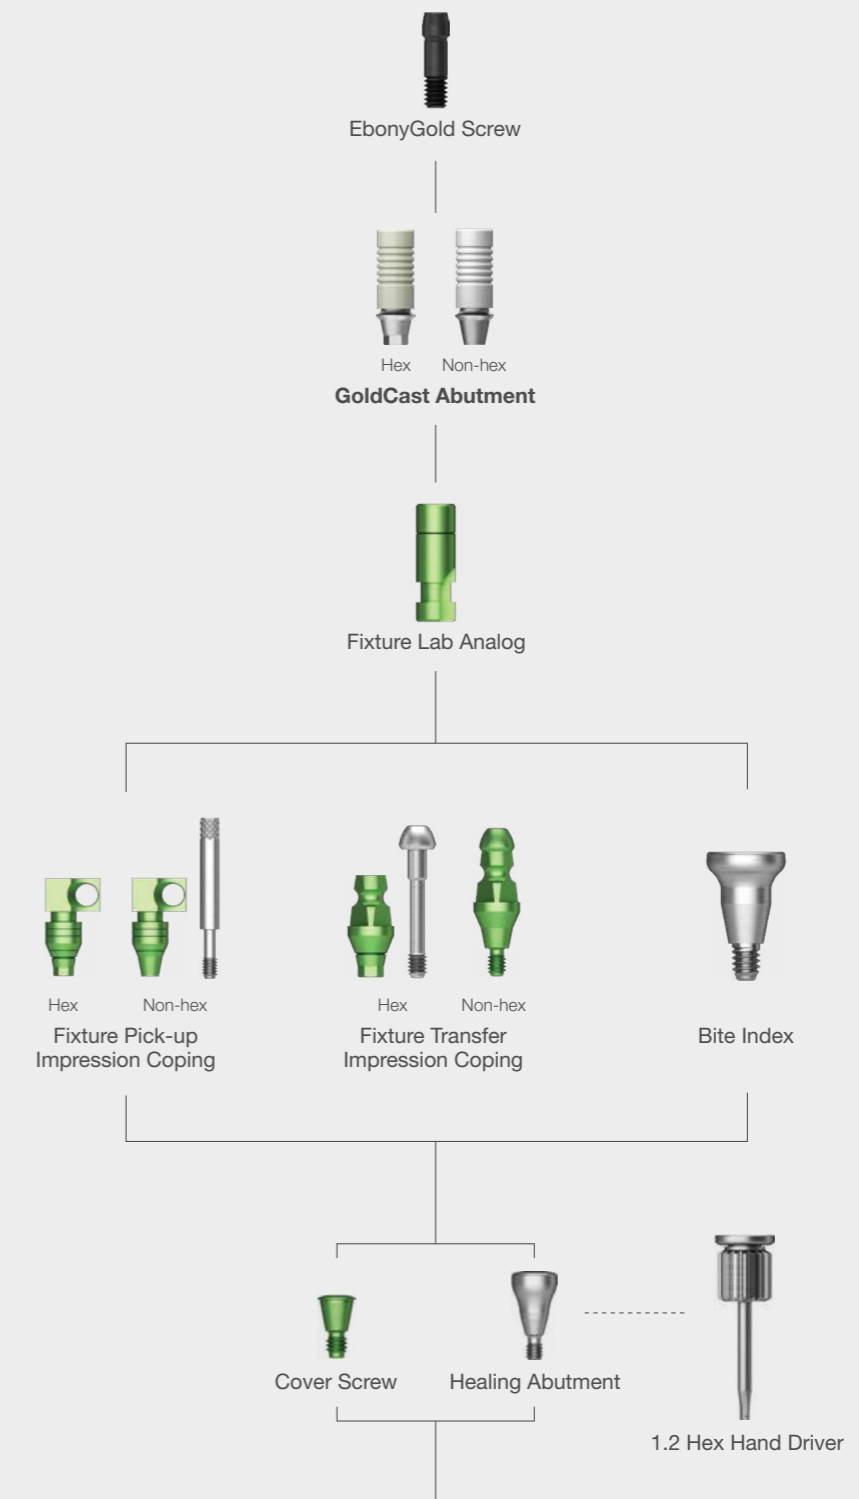 EbonyGold Screw
Hex
Non-hex
GoldCast Abutment
Fixture Lab Analog
Hex
Non-hex
Fixture Pick-up
Impression Coping
Hex
Non-hex
Fixture Transfer
Impression Coping
Bite Index
Cover Screw
Healing Abutment
1.2 Hex Hand Driver